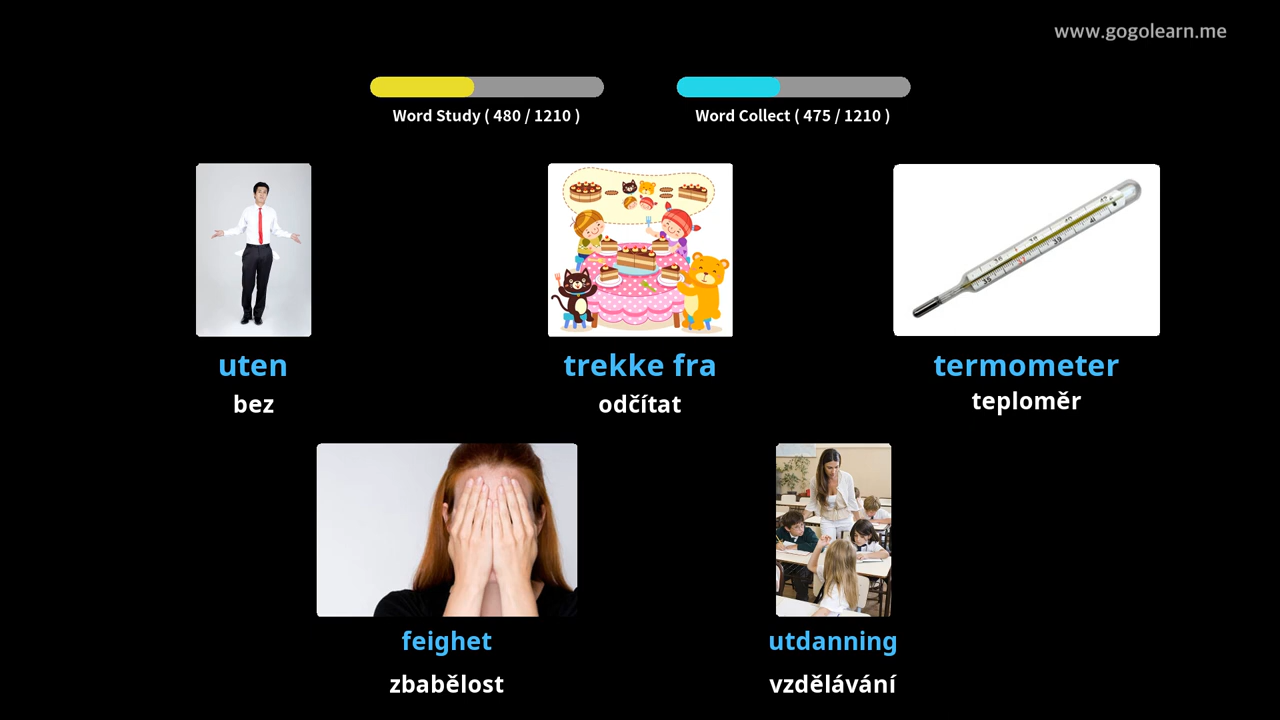 www.gogolearn.me
Word Study ( 480 / 1210 )
Word Collect ( 475 / 1210 )
uten
bez
trekke fra
odčítat
termometer
teploměr
feighet
zbabělost
utdanning
vzdělávání